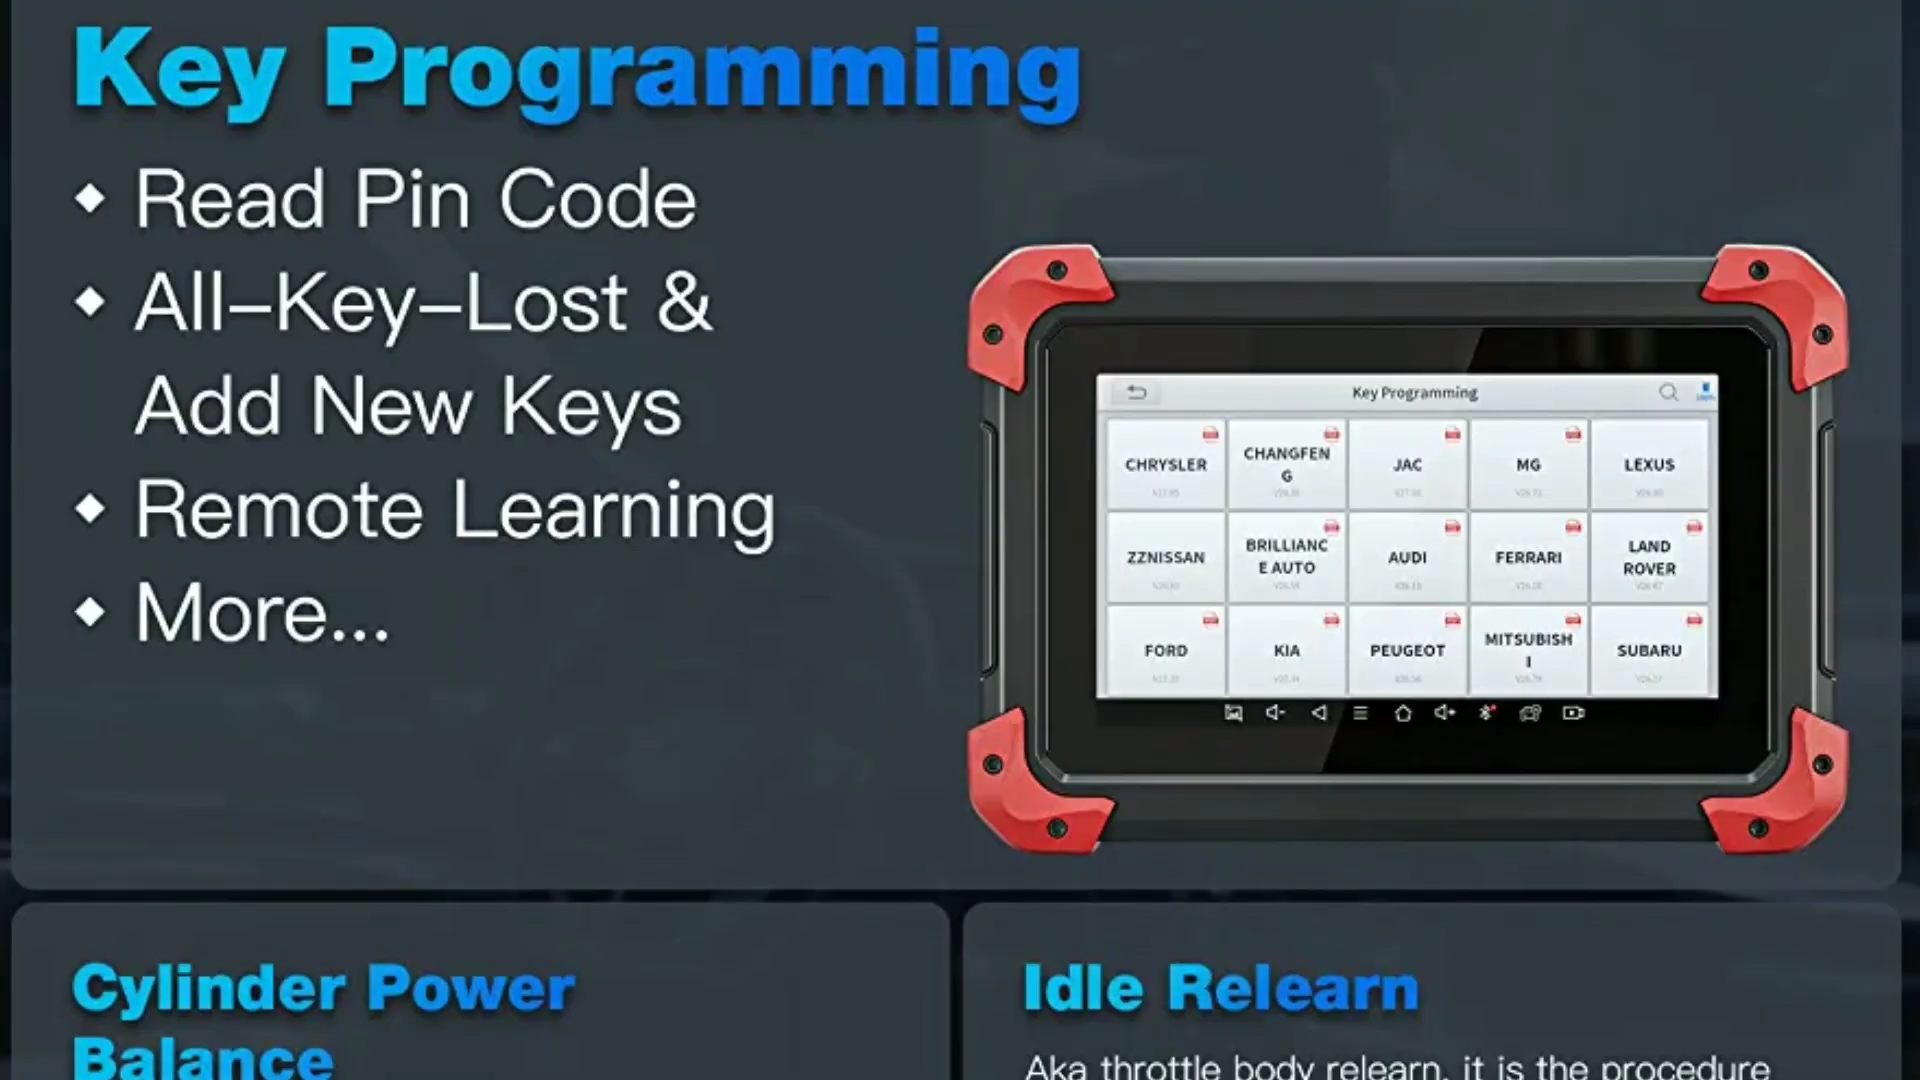 Key Programming
Read Pin Code
All-Key-Lost &
Add New Keys
Remote Learning
More...
Key Programming
CHRYSLER
CHANGFEN
G
JAC
MG
LEXUS
ZZNISSAN
BRILLIANC
E AUTO
AUDI
FERRARI
LAND
ROVER
FORD
KIA
PEUGEOT
MITSUBISH
I
SUBARU
Cylinder Power
Balance
Idle Relearn
Aka throttle body relearn, it is the procedure